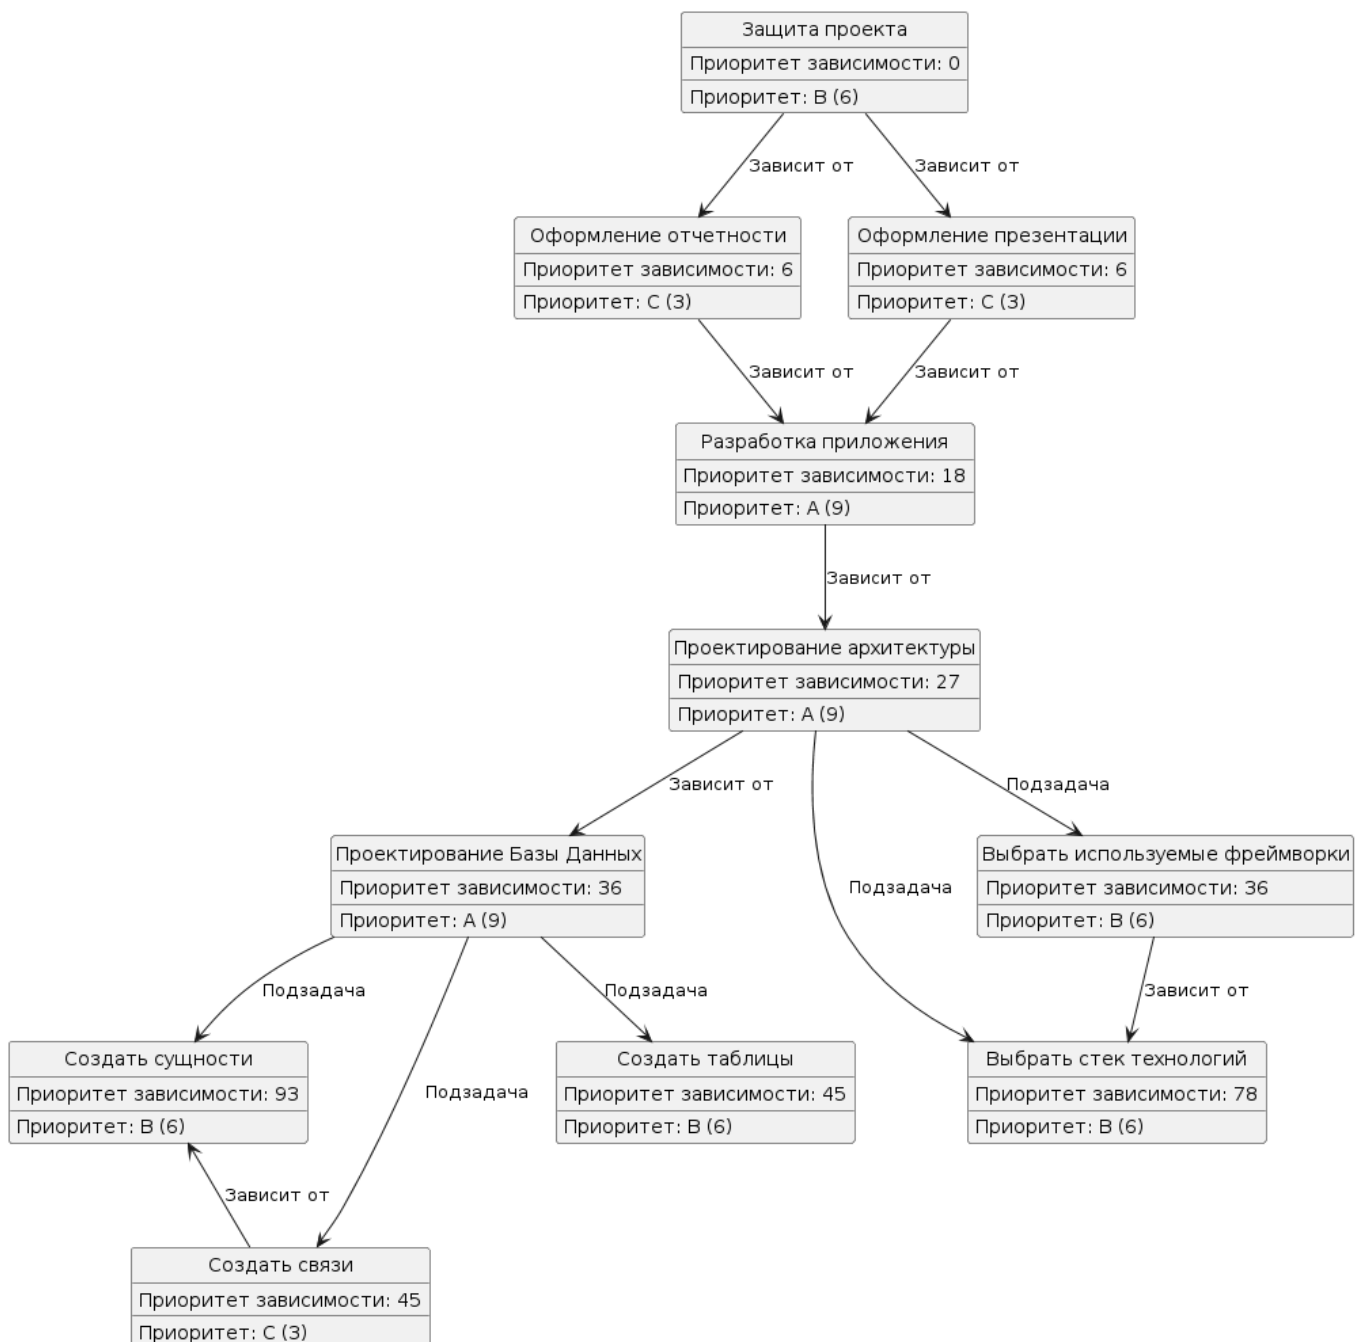 Защита проекта
Приоритет зависимости: 0
Приоритет: B (6)
Зависит от
Зависит от
Оформление отчетности
Приоритет зависимости: 6
Приоритет: C (3)
Оформление презентации
Приоритет зависимости: 6
Приоритет: C (3)
Зависит от
Зависит от
Разработка приложения
Приоритет зависимости: 18
Приоритет: A (9)
Зависит от
Проектирование архитектуры
Приоритет зависимости: 27
Приоритет: A (9)
Зависит от
Подзадача
Проектирование Базы Данных
Приоритет зависимости: 36
Приоритет: A (9)
Подзадача
Выбрать используемые фреймворки
Приоритет зависимости: 36
Приоритет: B (6)
Подзадача
Подзадача
Зависит от
Создать сущности
Приоритет зависимости: 93
Приоритет: B (6)
Подзадача
Создать таблицы
Приоритет зависимости: 45
Приоритет: B (6)
Выбрать стек технологий
Приоритет зависимости: 78
Приоритет: B (6)
Зависит от
Создать связи
Приоритет зависимости: 45
Приоритет: C (3)